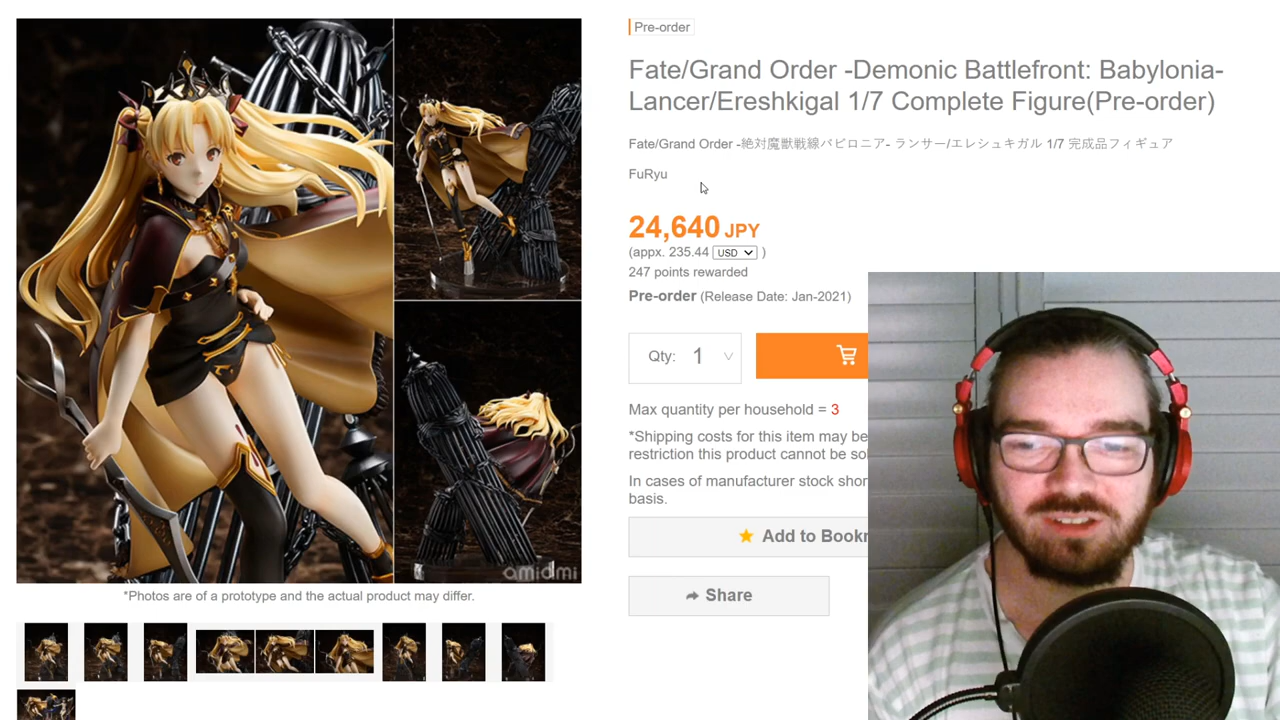 Pre-order
Fate/Grand Order -Demonic Battlefront: Babylonia-
Lancer/Ereshkigal 1/7 Complete Figure(Pre-order)
Fate/Grand Order -絶対魔獣戦線バビロニア- ランサー/エレシュキガル 1/7 完成品フィギュア
FuRyu
24,640 JPY
(appx. 235.44 USD )
247 points rewarded
Pre-order (Release Date: Jan-2021)
Qty: 1
Max quantity per household = 3
*Shipping costs for this item may be
restriction this product cannot be
In cases of manufacturer stock
basis.
Add to
Share
amiami
*Photos are of a prototype and the actual product may differ.